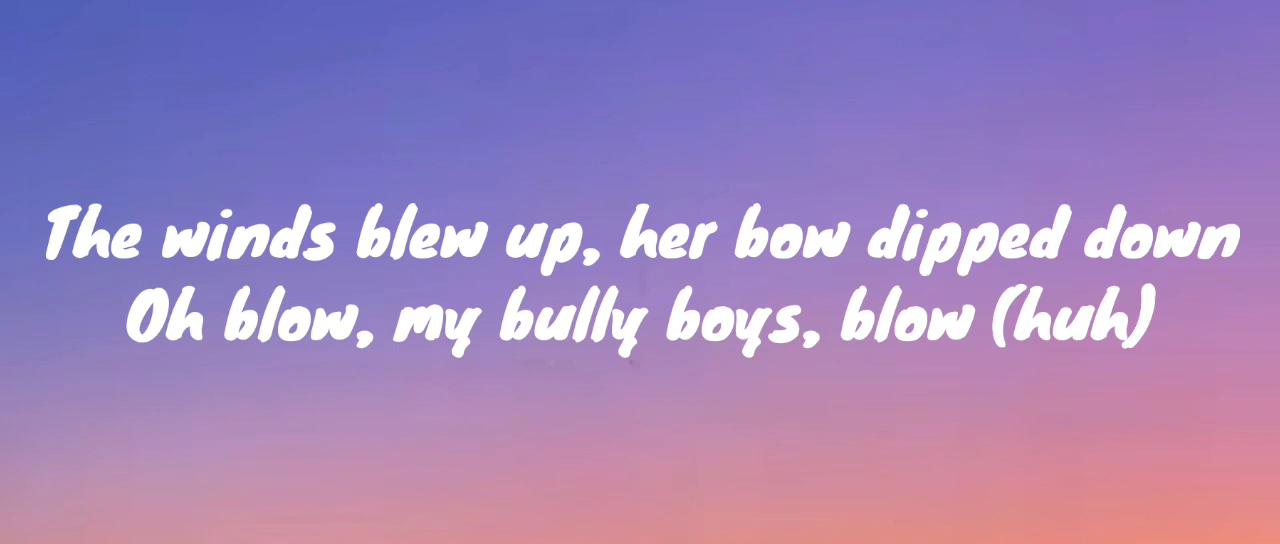 The winds blew up, her bow dipped down
Oh blow, my bully boys, blow (huh)